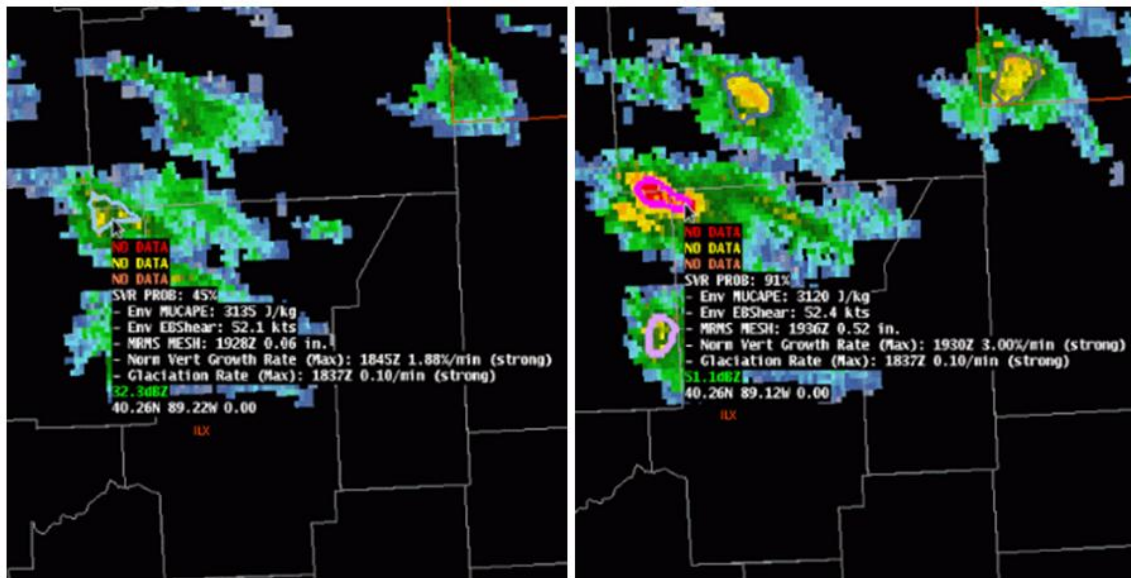 NO DATA
NO DATA
NO DATA
SVR PROB: 45%
- Env MUCAPE: 3135 J/kg
- Env EBShear: 52.1 kts
- MRMS MESH: 1928Z 0.06 in.
- Norm Vert Growth Rate (Max): 1845Z 1.88%/min (strong)
- Glaciation Rate (Max): 1837Z 0.10/min (strong)
32.3dBZ
40.26N 89.22W 0.00
ILX
NO DATA
NO DATA
NO DATA
SVR PROB: 91%
- Env MUCAPE: 3120 J/kg
- Env EBShear: 52.4 kts
- MRMS MESH: 1936Z 0.52 in.
- Norm Vert Growth Rate (Max): 1930Z 3.00%/min (strong)
- Glaciation Rate (Max): 1837Z 0.10/min (strong)
51.1dBZ
40.26N 89.12W 0.00
ILX